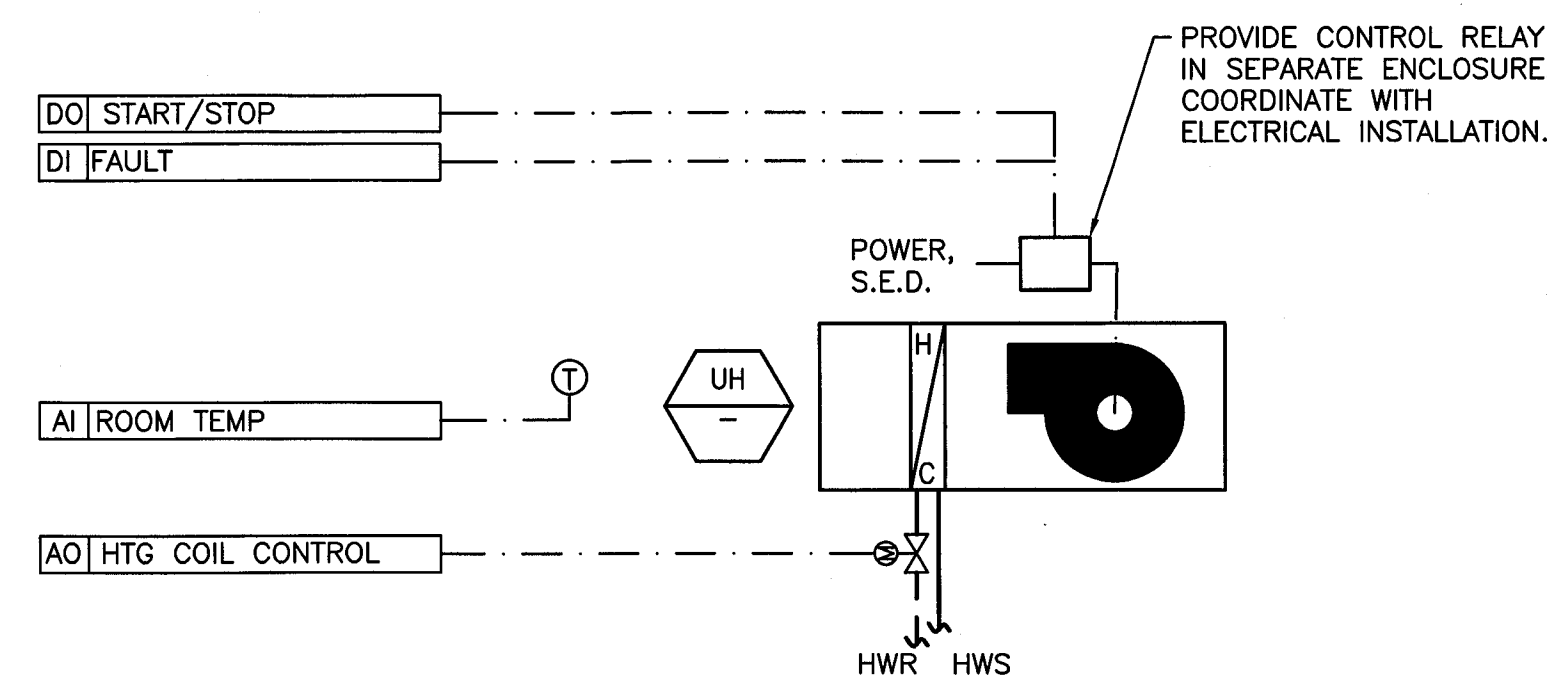 PROVIDE CONTROL RELAY
IN SEPARATE ENCLOSURE
COORDINATE WITH
ELECTRICAL INSTALLATION.
DO START/STOP
DI FAULT
POWER,
S.E.D.
H
C
UH
-
T
AI ROOM TEMP
AO HTG COIL CONTROL
M
HWR HWS